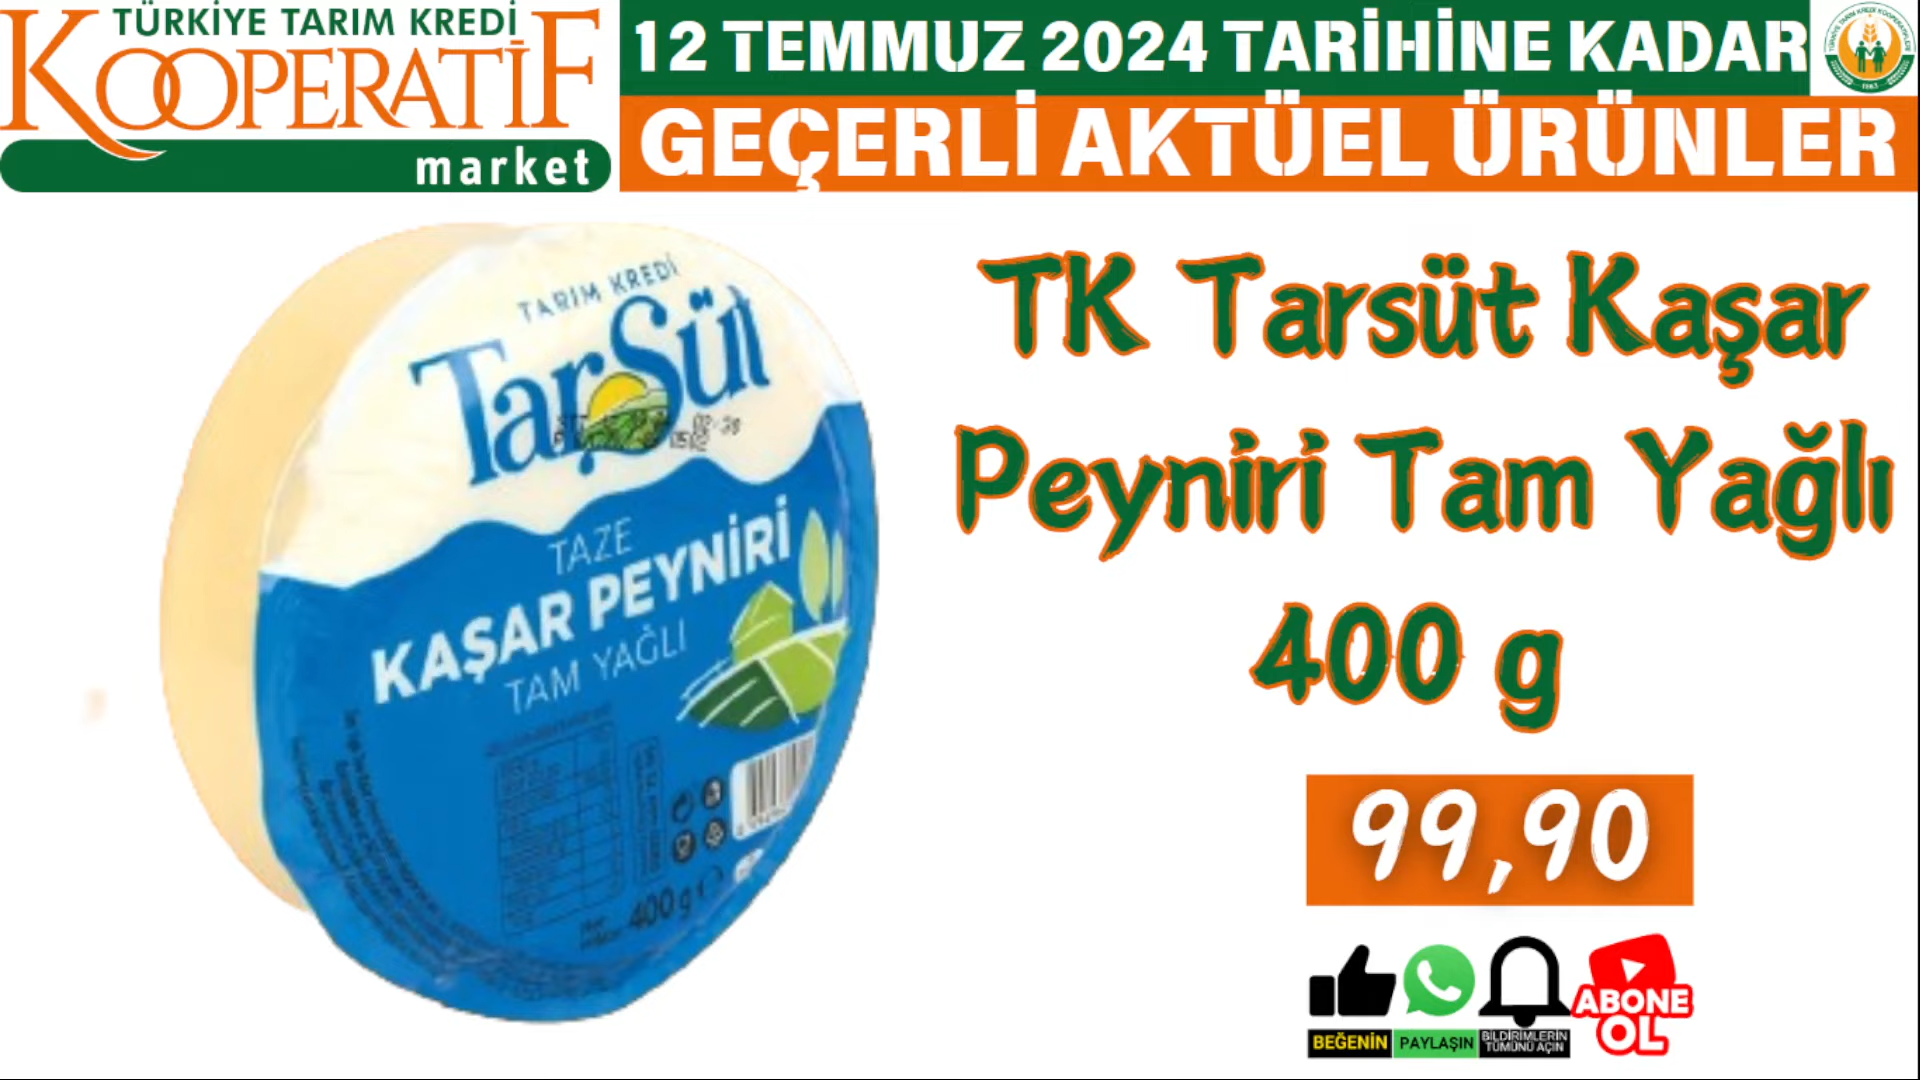 TÜRKİYE TARIM KREDİ
KOOPERATİF
market
12 TEMMUZ 2024 TARİHİNE KADAR
GEÇERLİ AKTÜEL ÜRÜNLER
TARIM KREDİ
TarSüt
TAZE
KAŞAR PEYNİRİ
TAM YAĞLI
400 g
TK Tarsüt Kaşar
Peyniri Tam Yağlı
400 g
99,90
BEĞENİN
PAYLAŞIN
BİLDİRİMLERİN
TÜMÜNÜ AÇIN
ABONE
OL